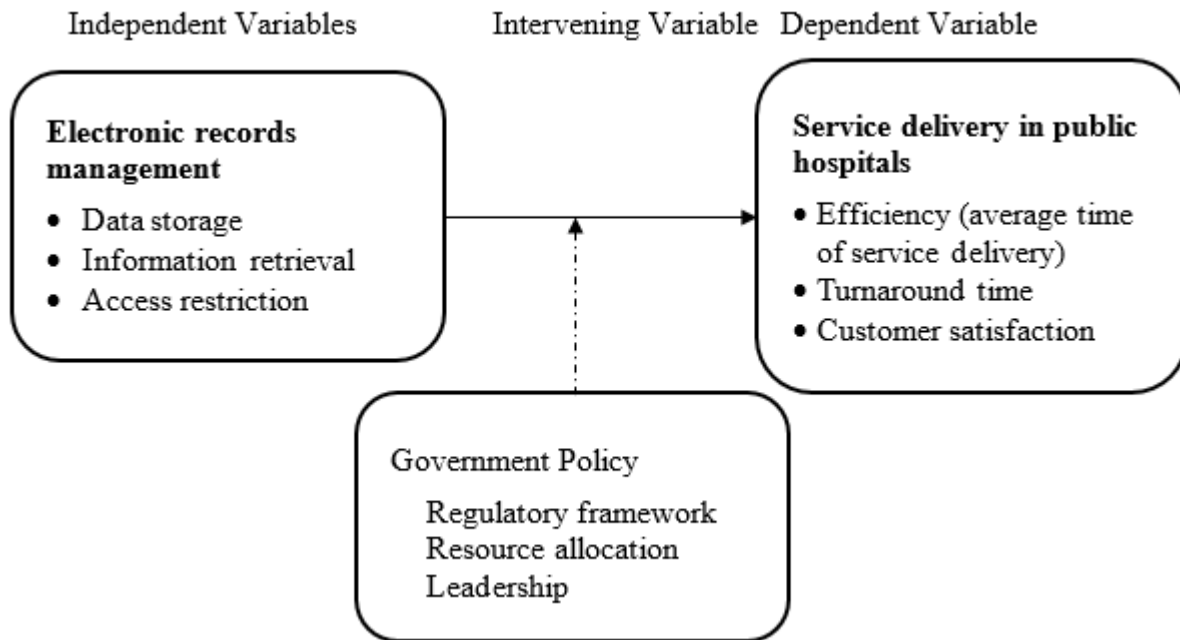 Independent Variables
Intervening Variable
Dependent Variable
Electronic records
management
• Data storage
• Information retrieval
• Access restriction
Service delivery in public
hospitals
• Efficiency (average time
of service delivery)
• Turnaround time
• Customer satisfaction
Government Policy
Regulatory framework
Resource allocation
Leadership